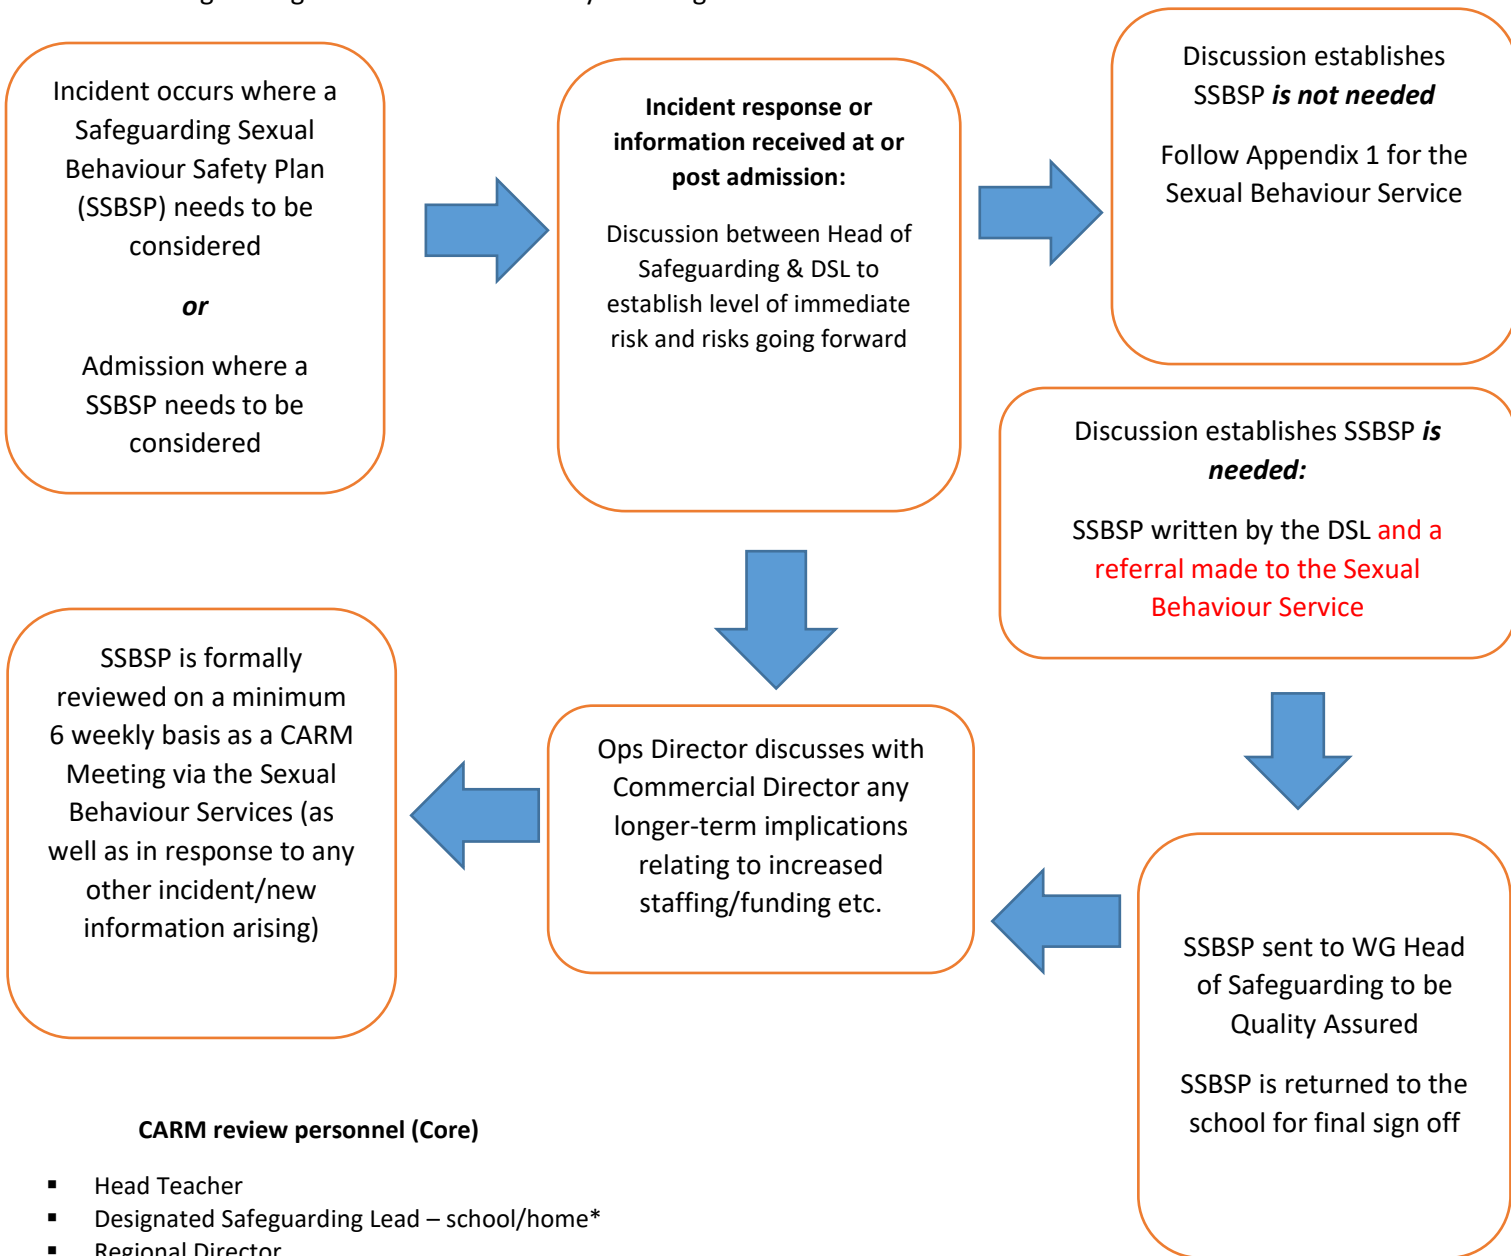 Incident occurs where a
Safeguarding Sexual
Behaviour Safety Plan
(SSBSP) needs to be
considered
or
Admission where a
SSBSP needs to be
considered
Incident response or
information received at or
post admission:
Discussion between Head of
Safeguarding & DSL to
establish level of immediate
risk and risks going forward
Discussion establishes
SSBSP is not needed
Follow Appendix 1 for the
Sexual Behaviour Service
Discussion establishes SSBSP is
needed:
SSBSP written by the DSL and a
referral made to the Sexual
Behaviour Service
SSBSP sent to WG Head
of Safeguarding to be
Quality Assured
SSBSP is returned to the
school for final sign off
Ops Director discusses with
Commercial Director any
longer-term implications
relating to increased
staffing/funding etc.
SSBSP is formally
reviewed on a minimum
6 weekly basis as a CARM
Meeting via the Sexual
Behaviour Services (as
well as in response to any
other incident/new
information arising)
CARM review personnel (Core)
▪ Head Teacher
▪ Designated Safeguarding Lead – school/home*
▪ Regional Director